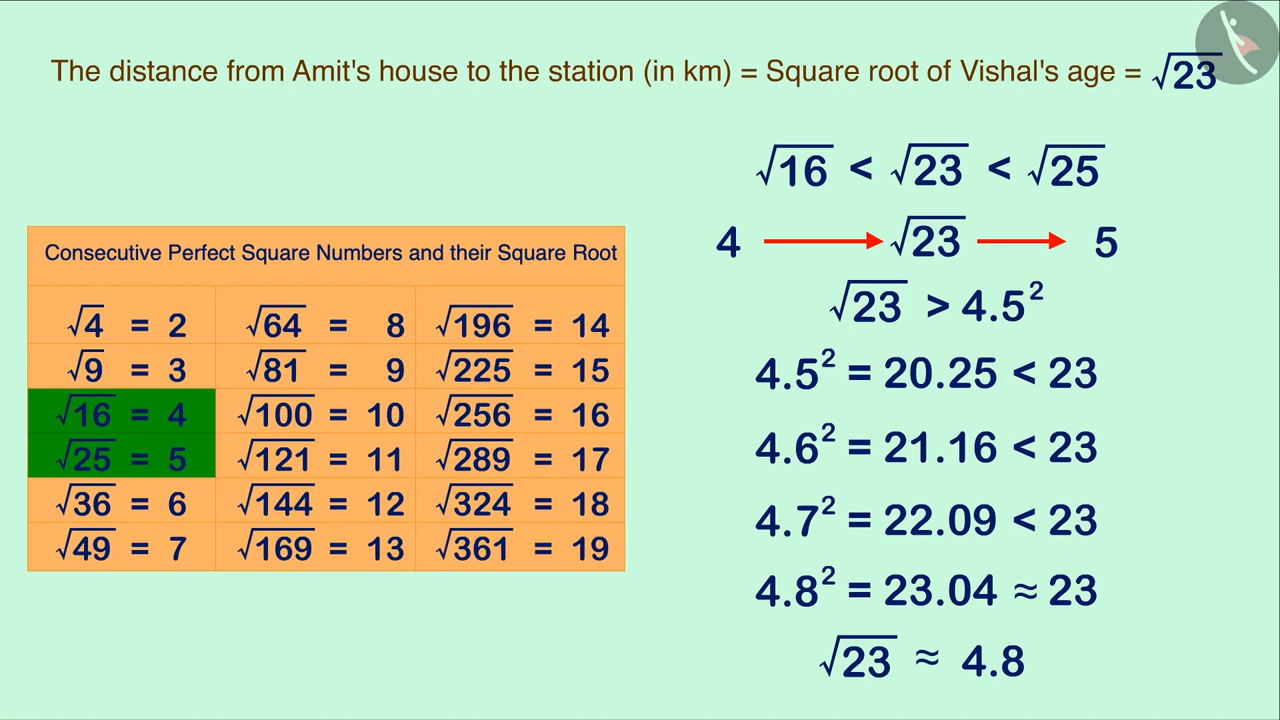 The distance from Amit's house to the station (in km) = Square root of Vishal's age = √23
√16 < √23 < √25
4 → √23 → 5
√23 > 4.5²
4.5² = 20.25 < 23
4.6² = 21.16 < 23
4.7² = 22.09 < 23
4.8² = 23.04 ≈ 23
√23 ≈ 4.8
Consecutive Perfect Square Numbers and their Square Root
√4 = 2 √64 = 8 √196 = 14
√9 = 3 √81 = 9 √225 = 15
√16 = 4 √100 = 10 √256 = 16
√25 = 5 √121 = 11 √289 = 17
√36 = 6 √144 = 12 √324 = 18
√49 = 7 √169 = 13 √361 = 19